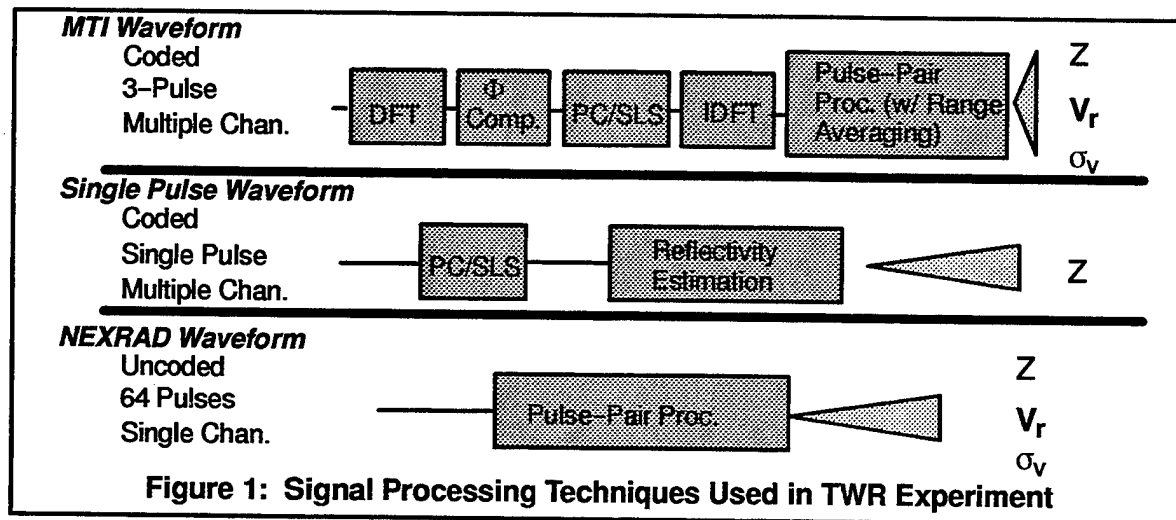 MTI Waveform
Coded
3–Pulse
Multiple Chan.
DFT
Φ
Comp.
PC/SLS
IDFT
Pulse–Pair
Proc. (w/ Range
Averaging)
Z
Vr
σv
Single Pulse Waveform
Coded
Single Pulse
Multiple Chan.
PC/SLS
Reflectivity
Estimation
Z
NEXRAD Waveform
Uncoded
64 Pulses
Single Chan.
Pulse–Pair Proc.
Z
Vr
σv
Figure 1: Signal Processing Techniques Used in TWR Experiment